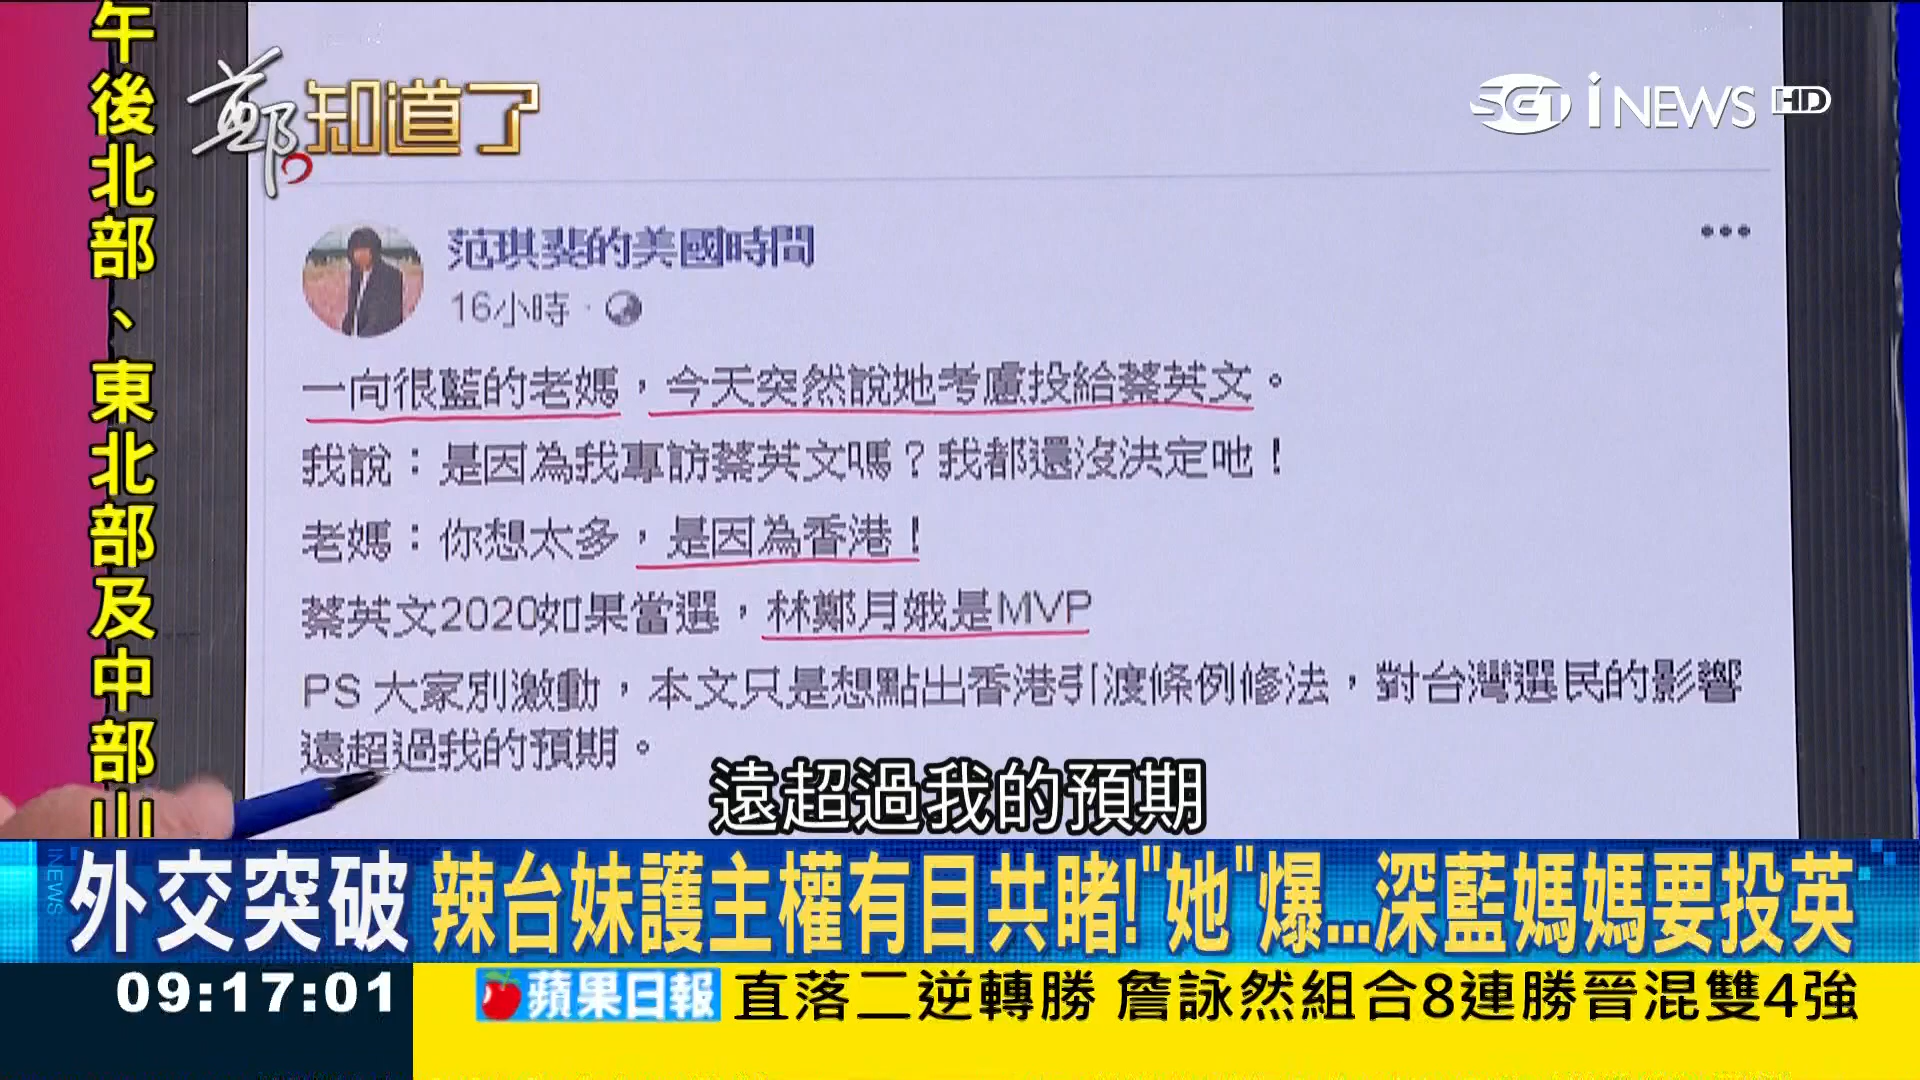 午後北部、東北部及中部山
鄭知道了
SET iNEWS HD
范琪斐的美國時間
16小時
一向很藍的老媽，今天突然說她考慮投給蔡英文。
我說：是因為我專訪蔡英文嗎？我都還沒決定吔！
老媽：你想太多，是因為香港！
蔡英文2020如果當選，林鄭月娥是MVP
PS 大家別激動，本文只是想點出香港引渡條例修法，對台灣選民的影響
遠超過我的預期。
遠超過我的預期
iNEWS
外交突破 辣台妹護主權有目共睹!"她"爆...深藍媽媽要投英
09:17:01
蘋果日報 直落二逆轉勝 詹詠然組合8連勝晉混雙4強